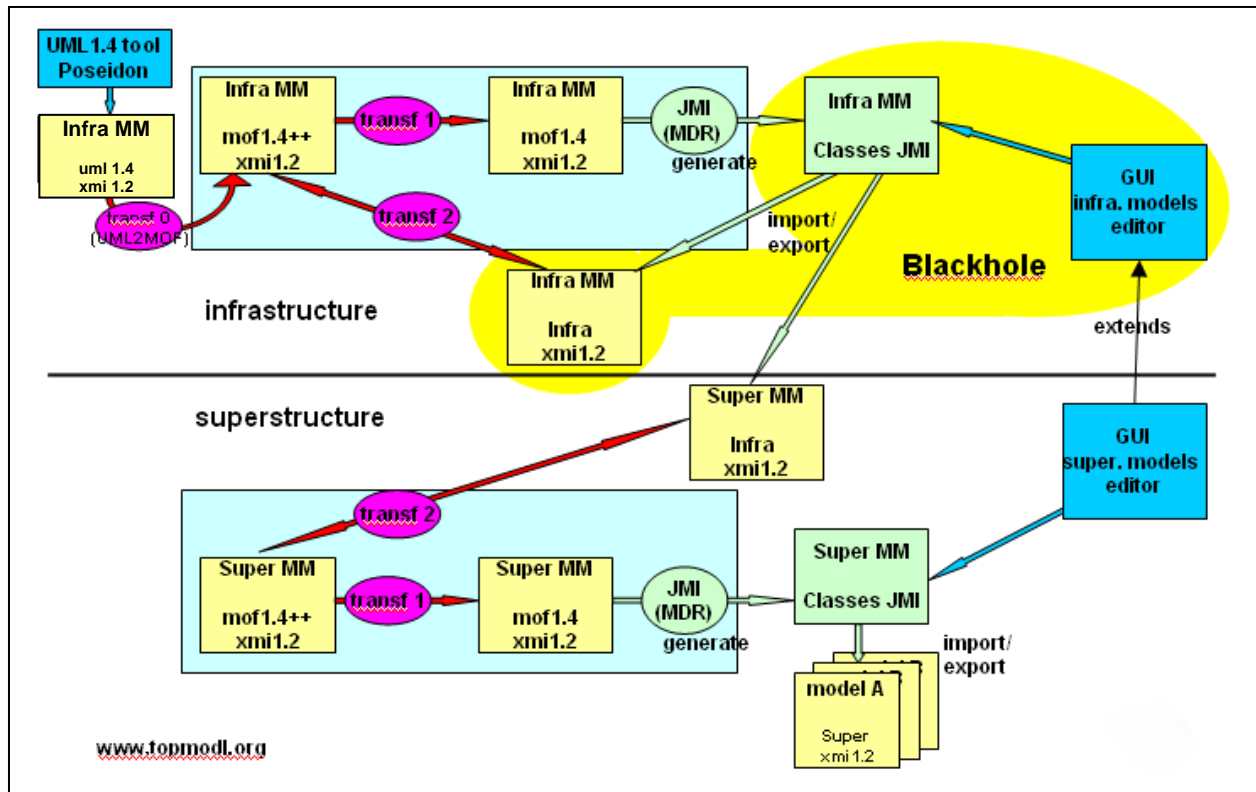 UML1.4 tool
Poseidon
Infra MM
uml 1.4
xmi 1.2
transf 0
(UML2MOF)
Infra MM
mof1.4++
xmi1.2
transf 1
Infra MM
mof1.4
xmi1.2
JMI
(MDR)
generate
Infra MM
Classes JMI
GUI
infra. models
editor
transf 2
import/
export
Blackhole
Infra MM
Infra
xmi1.2
infrastructure
extends
superstructure
Super MM
Infra
xmi1.2
GUI
super. models
editor
transf 2
Super MM
mof1.4++
xmi1.2
transf 1
Super MM
mof1.4
xmi1.2
JMI
(MDR)
generate
Super MM
Classes JMI
import/
export
model A
Super
xmi1.2
www.topmodl.org